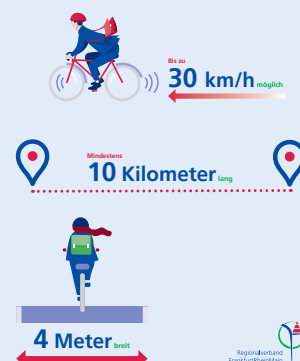 Bis zu
30 km/h möglich
Mindestens
10 Kilometer lang
4 Meter breit
Regionalverband
FrankfurtRheinMain